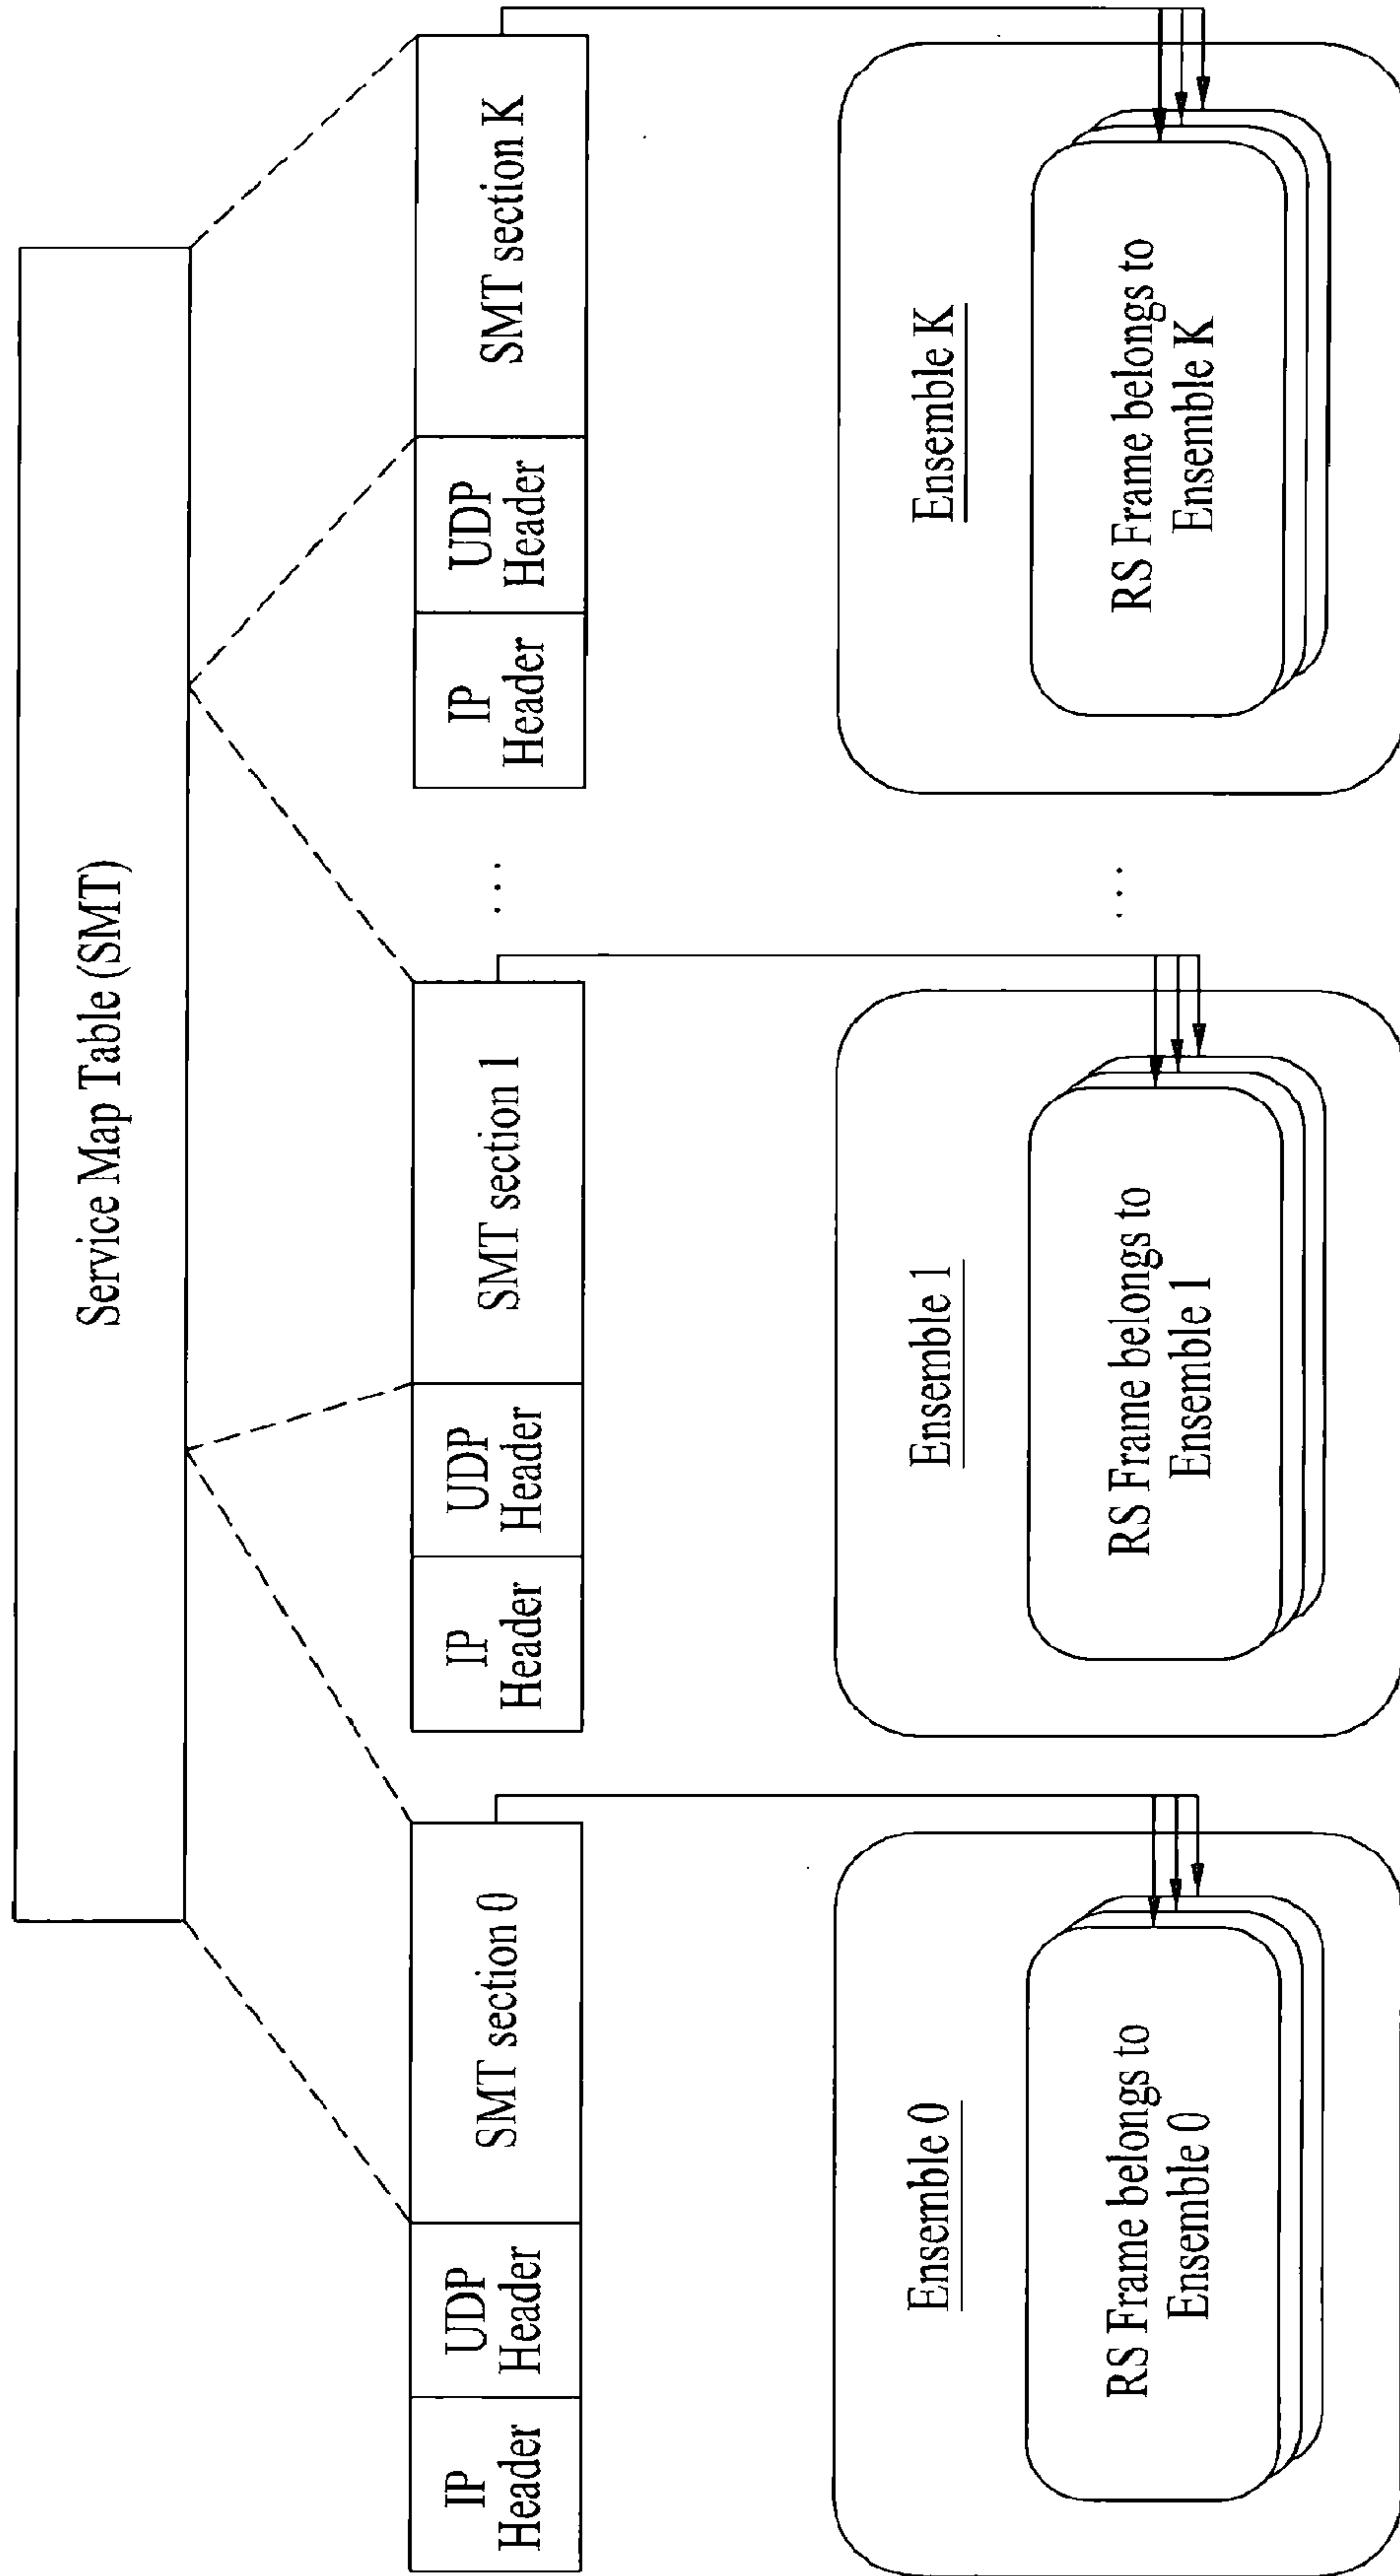 Service Map Table (SMT)
IP
Header
UDP
Header
SMT section 0
IP
Header
UDP
Header
SMT section 1
...
IP
Header
UDP
Header
SMT section K
Ensemble 0
RS Frame belongs to
Ensemble 0
Ensemble 1
RS Frame belongs to
Ensemble 1
...
Ensemble K
RS Frame belongs to
Ensemble K